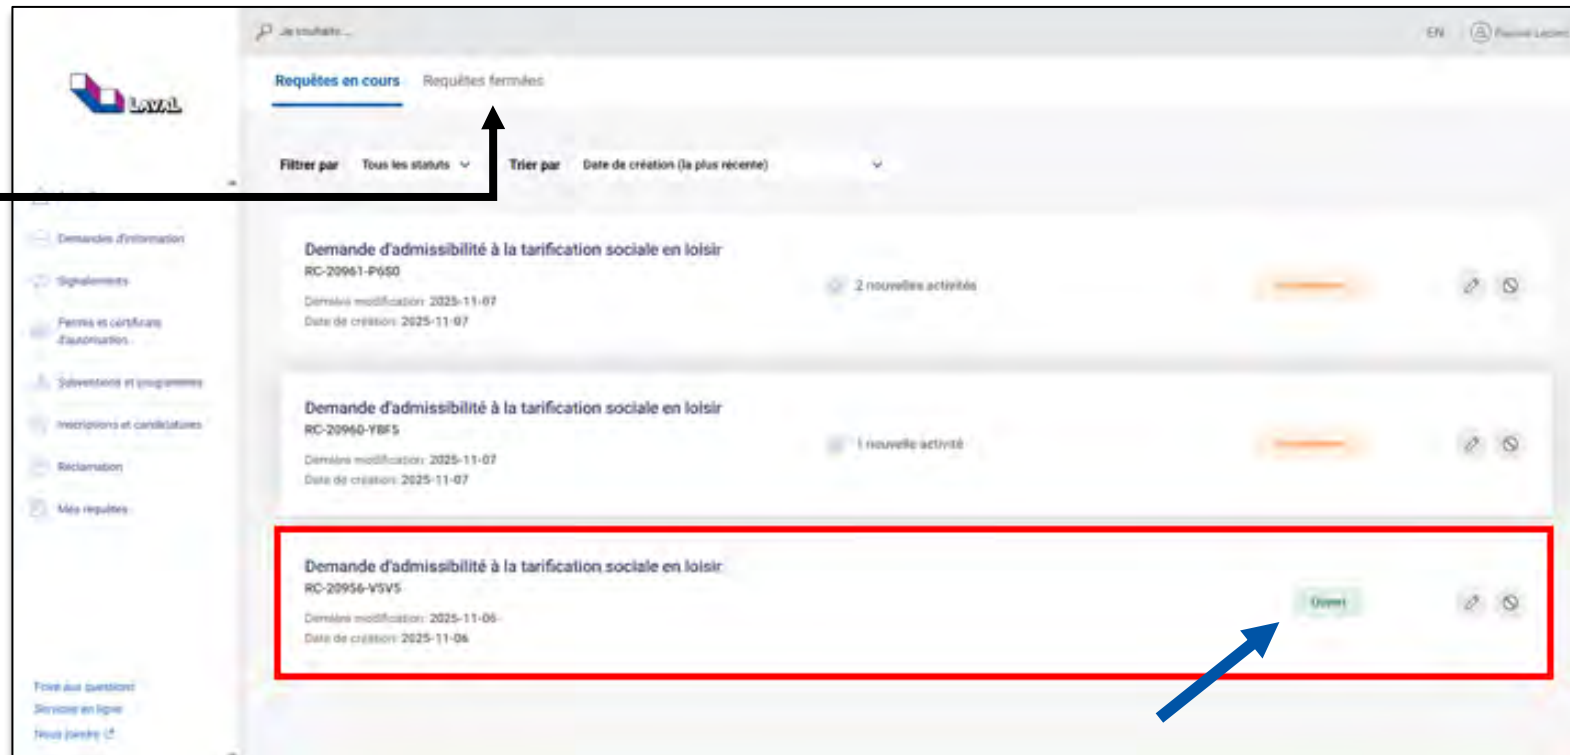 Je souhaite...
EN
LAVAL
Requêtes en cours
Requêtes fermées
Filtrer par
Tous les statuts
Trier par
Date de création (la plus récente)
Demandes d'information
Signalements
Permis et certificats
d'autorisation
Subventions et programmes
Inscriptions et candidatures
Réclamation
Mes requêtes
Demande d'admissibilité à la tarification sociale en loisir
RC-20961-P6S0
2 nouvelles activités
Dernière modification: 2025-11-07
Date de création: 2025-11-07
Demande d'admissibilité à la tarification sociale en loisir
RC-20960-Y8F5
1 nouvelle activité
Dernière modification: 2025-11-07
Date de création: 2025-11-07
Demande d'admissibilité à la tarification sociale en loisir
RC-20956-V5V5
Ouvert
Dernière modification: 2025-11-06
Date de création: 2025-11-06
Foire aux questions
Services en ligne
Nous joindre